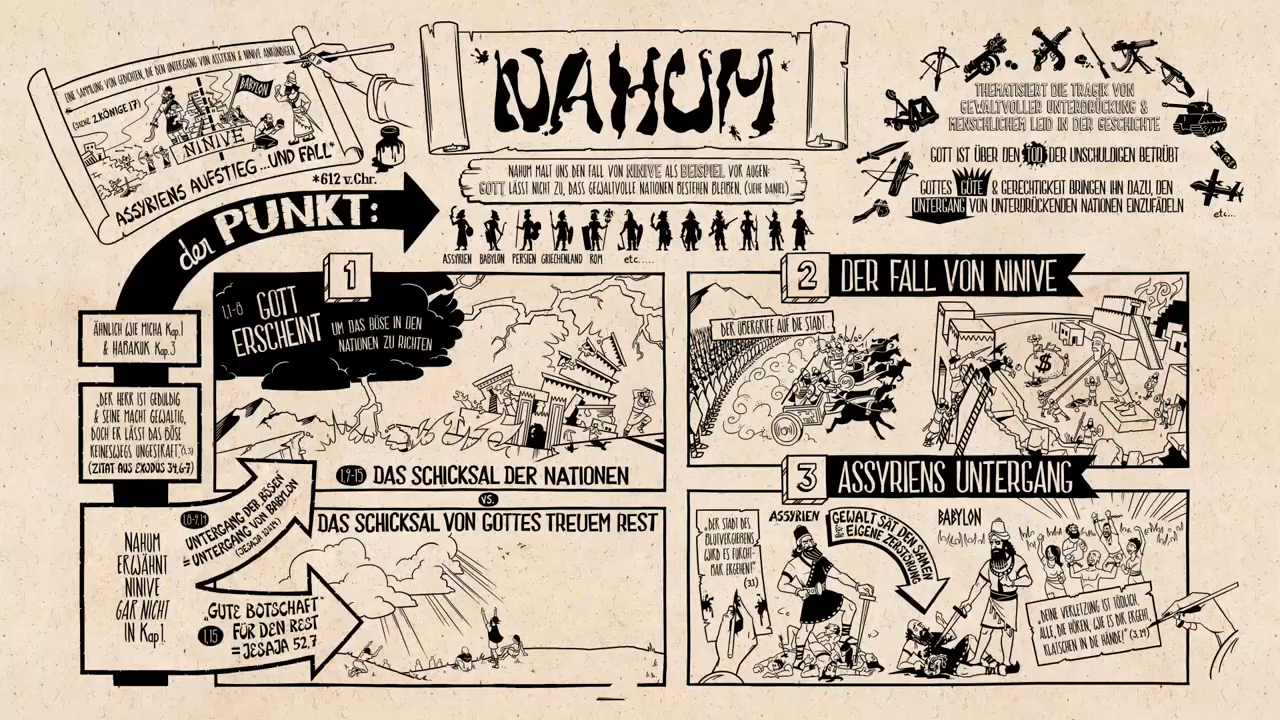 EINE SAMMLUNG VON GEDICHTEN, DIE DEN UNTERGANG VON ASSYRIEN & NINIVE ANKÜNDIGEN
(SIEHE 2.KÖNIGE 17)
BABYLON
NINIVE
ASSYRIENS AUFSTIEG...UND FALL*
*612 v.Chr.
NAHUM
NAHUM MALT UNS DEN FALL VON NINIVE ALS BEISPIEL VOR AUGEN:
GOTT LÄSST NICHT ZU, DASS GEWALTVOLLE NATIONEN BESTEHEN BLEIBEN. (SIEHE DANIEL)
ASSYRIEN BABYLON PERSIEN GRIECHENLAND ROM etc.....
THEMATISIERT DIE TRAGIK VON
GEWALTVOLLER UNTERDRÜCKUNG &
MENSCHLICHEM LEID IN DER GESCHICHTE
GOTT IST ÜBER DEN TOD DER UNSCHULDIGEN BETRÜBT
GOTTES GÜTE & GERECHTIGKEIT BRINGEN IHN DAZU, DEN
UNTERGANG VON UNTERDRÜCKENDEN NATIONEN EINZUFÄDELN
etc...
der PUNKT:
ÄHNLICH WIE MICHA Kap.1
& HABAKUK Kap.3
„DER HERR IST GEDULDIG
& SEINE MACHT GEWALTIG,
DOCH ER LÄSST DAS BÖSE
KEINESWEGS UNGESTRAFT."(1,3)
(ZITAT AUS EXODUS 34,6-7)
NAHUM
ERWÄHNT
NINIVE
GAR NICHT
IN Kap1.
1
1,1-8
GOTT
ERSCHEINT
UM DAS BÖSE IN DEN
NATIONEN ZU RICHTEN
1,9-15 DAS SCHICKSAL DER NATIONEN
VS.
DAS SCHICKSAL VON GOTTES TREUEM REST
UNTERGANG DER BÖSEN
= UNTERGANG VON BABYLON
„GUTE BOTSCHAFT"
1,15 FÜR DEN REST
= JESAJA 52,7
2 DER FALL VON NINIVE
DER ÜBERGRIFF AUF DIE STADT...
$
3 ASSYRIENS UNTERGANG
„DER STADT DES
BLUTVERGIEßENS
WIRD ES FURCHT-
BAR ERGEHEN!"
(3,1)
ASSYRIEN
GEWALT SÄT DEN SAMEN
für die EIGENE ZERSTÖRUNG
BABYLON
„DEINE VERLETZUNG IST TÖDLICH.
ALLE, DIE HÖREN, WIE ES DIR ERGEHT,
KLATSCHEN IN DIE HÄNDE!" (3,19)